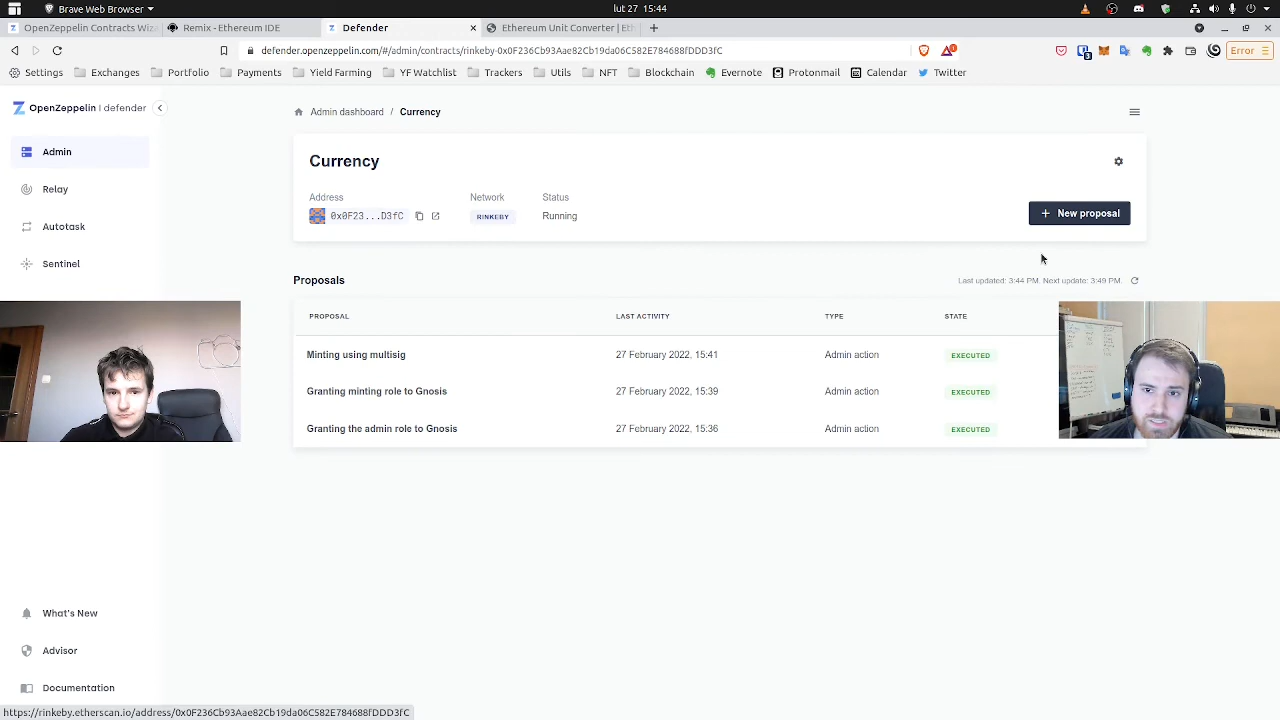 Brave Web Browser
lut 27 15:44
OpenZeppelin Contracts Wiza
Remix - Ethereum IDE
Defender
Ethereum Unit Converter | Eth
defender.openzeppelin.com/#/admin/contracts/rinkeby-0x0F236Cb93Aae82Cb19da06C52E784688fDDD3fC
Error
Settings
Exchanges
Portfolio
Payments
Yield Farming
YF Watchlist
Trackers
Utils
NFT
Blockchain
Evernote
Protonmail
Calendar
Twitter
OpenZeppelin | defender
Admin dashboard / Currency
Admin
Relay
Autotask
Sentinel
What's New
Advisor
Documentation
Currency
Address
Network
Status
0x0F23...D3fC
RINKEBY
Running
New proposal
Proposals
Last updated: 3:44 PM. Next update: 3:49 PM.
PROPOSAL
LAST ACTIVITY
TYPE
STATE
Minting using multisig
27 February 2022, 15:41
Admin action
EXECUTED
Granting minting role to Gnosis
27 February 2022, 15:39
Admin action
EXECUTED
Granting the admin role to Gnosis
27 February 2022, 15:36
Admin action
EXECUTED
https://rinkeby.etherscan.io/address/0x0F236Cb93Aae82Cb19da06C52E784688fDDD3fC